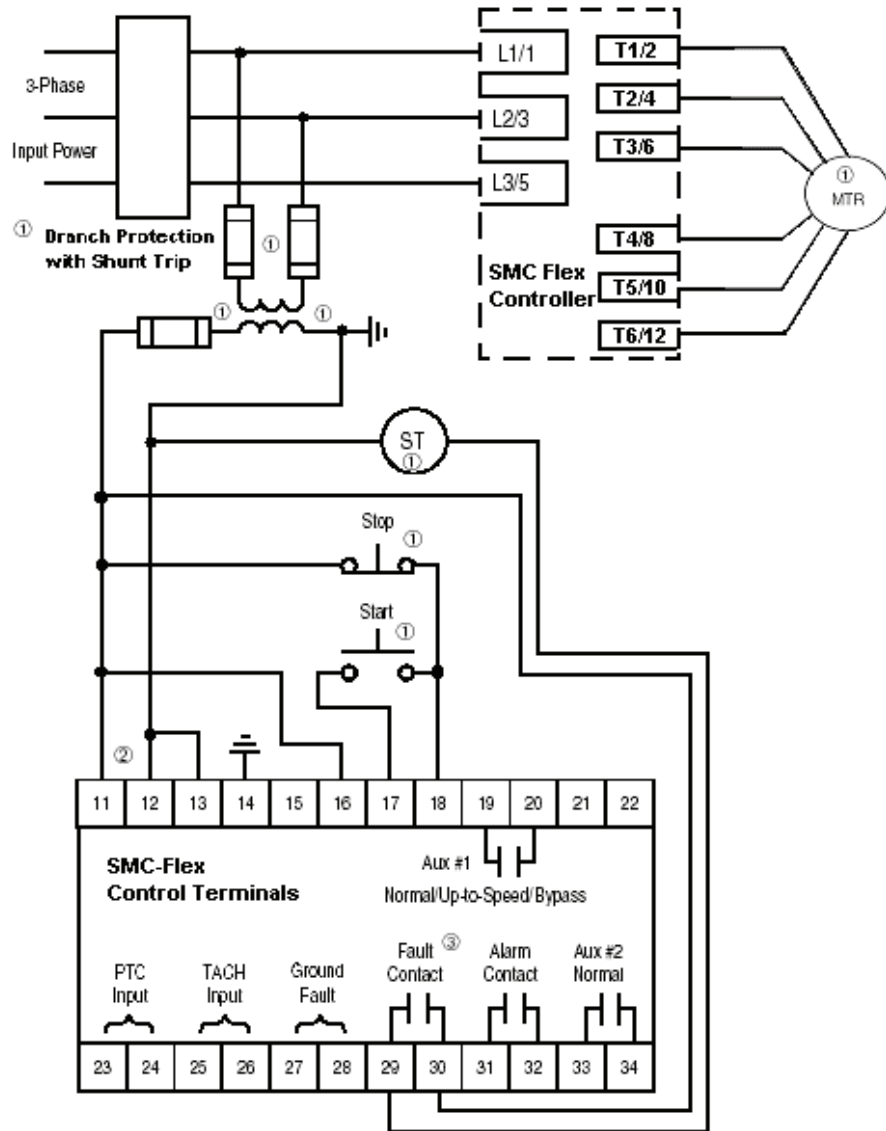 3-Phase
Input Power
① Branch Protection
with Shunt Trip
L1/1
L2/3
L3/5
T1/2
T2/4
T3/6
T4/8
T5/10
T6/12
SMC Flex
Controller
①
MTR
①
①
①
ST
①
Stop
①
Start
①
②
11 12 13 14 15 16 17 18 19 20 21 22
SMC-Flex
Control Terminals
Aux #1
Normal/Up-to-Speed/Bypass
PTC
Input
TACH
Input
Ground
Fault
Fault ③
Contact
Alarm
Contact
Aux #2
Normal
23 24 25 26 27 28 29 30 31 32 33 34